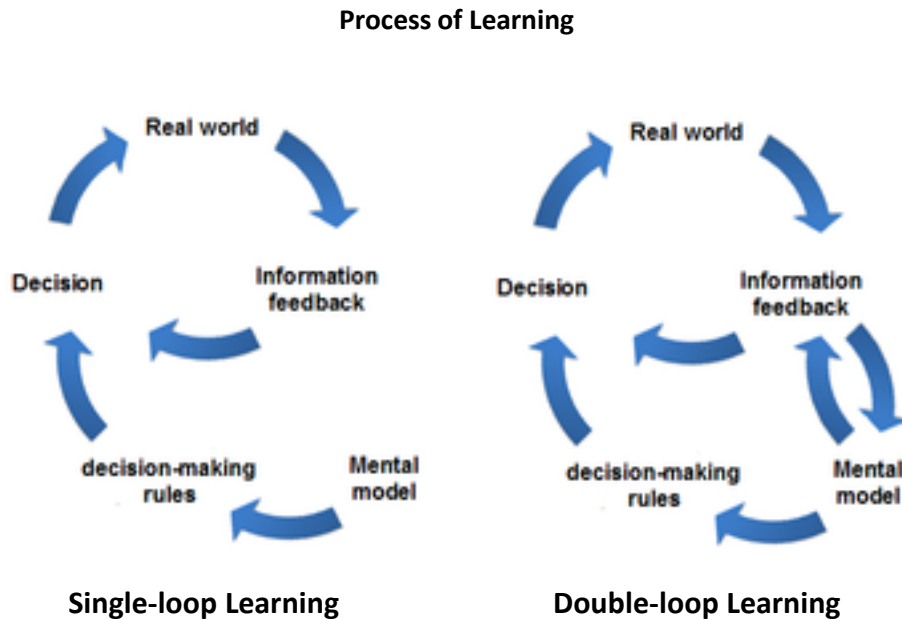 Process of Learning
Real world
Decision
Information
feedback
decision-making
rules
Mental
model
Single-loop Learning
Real world
Decision
Information
feedback
decision-making
rules
Mental
model
Double-loop Learning